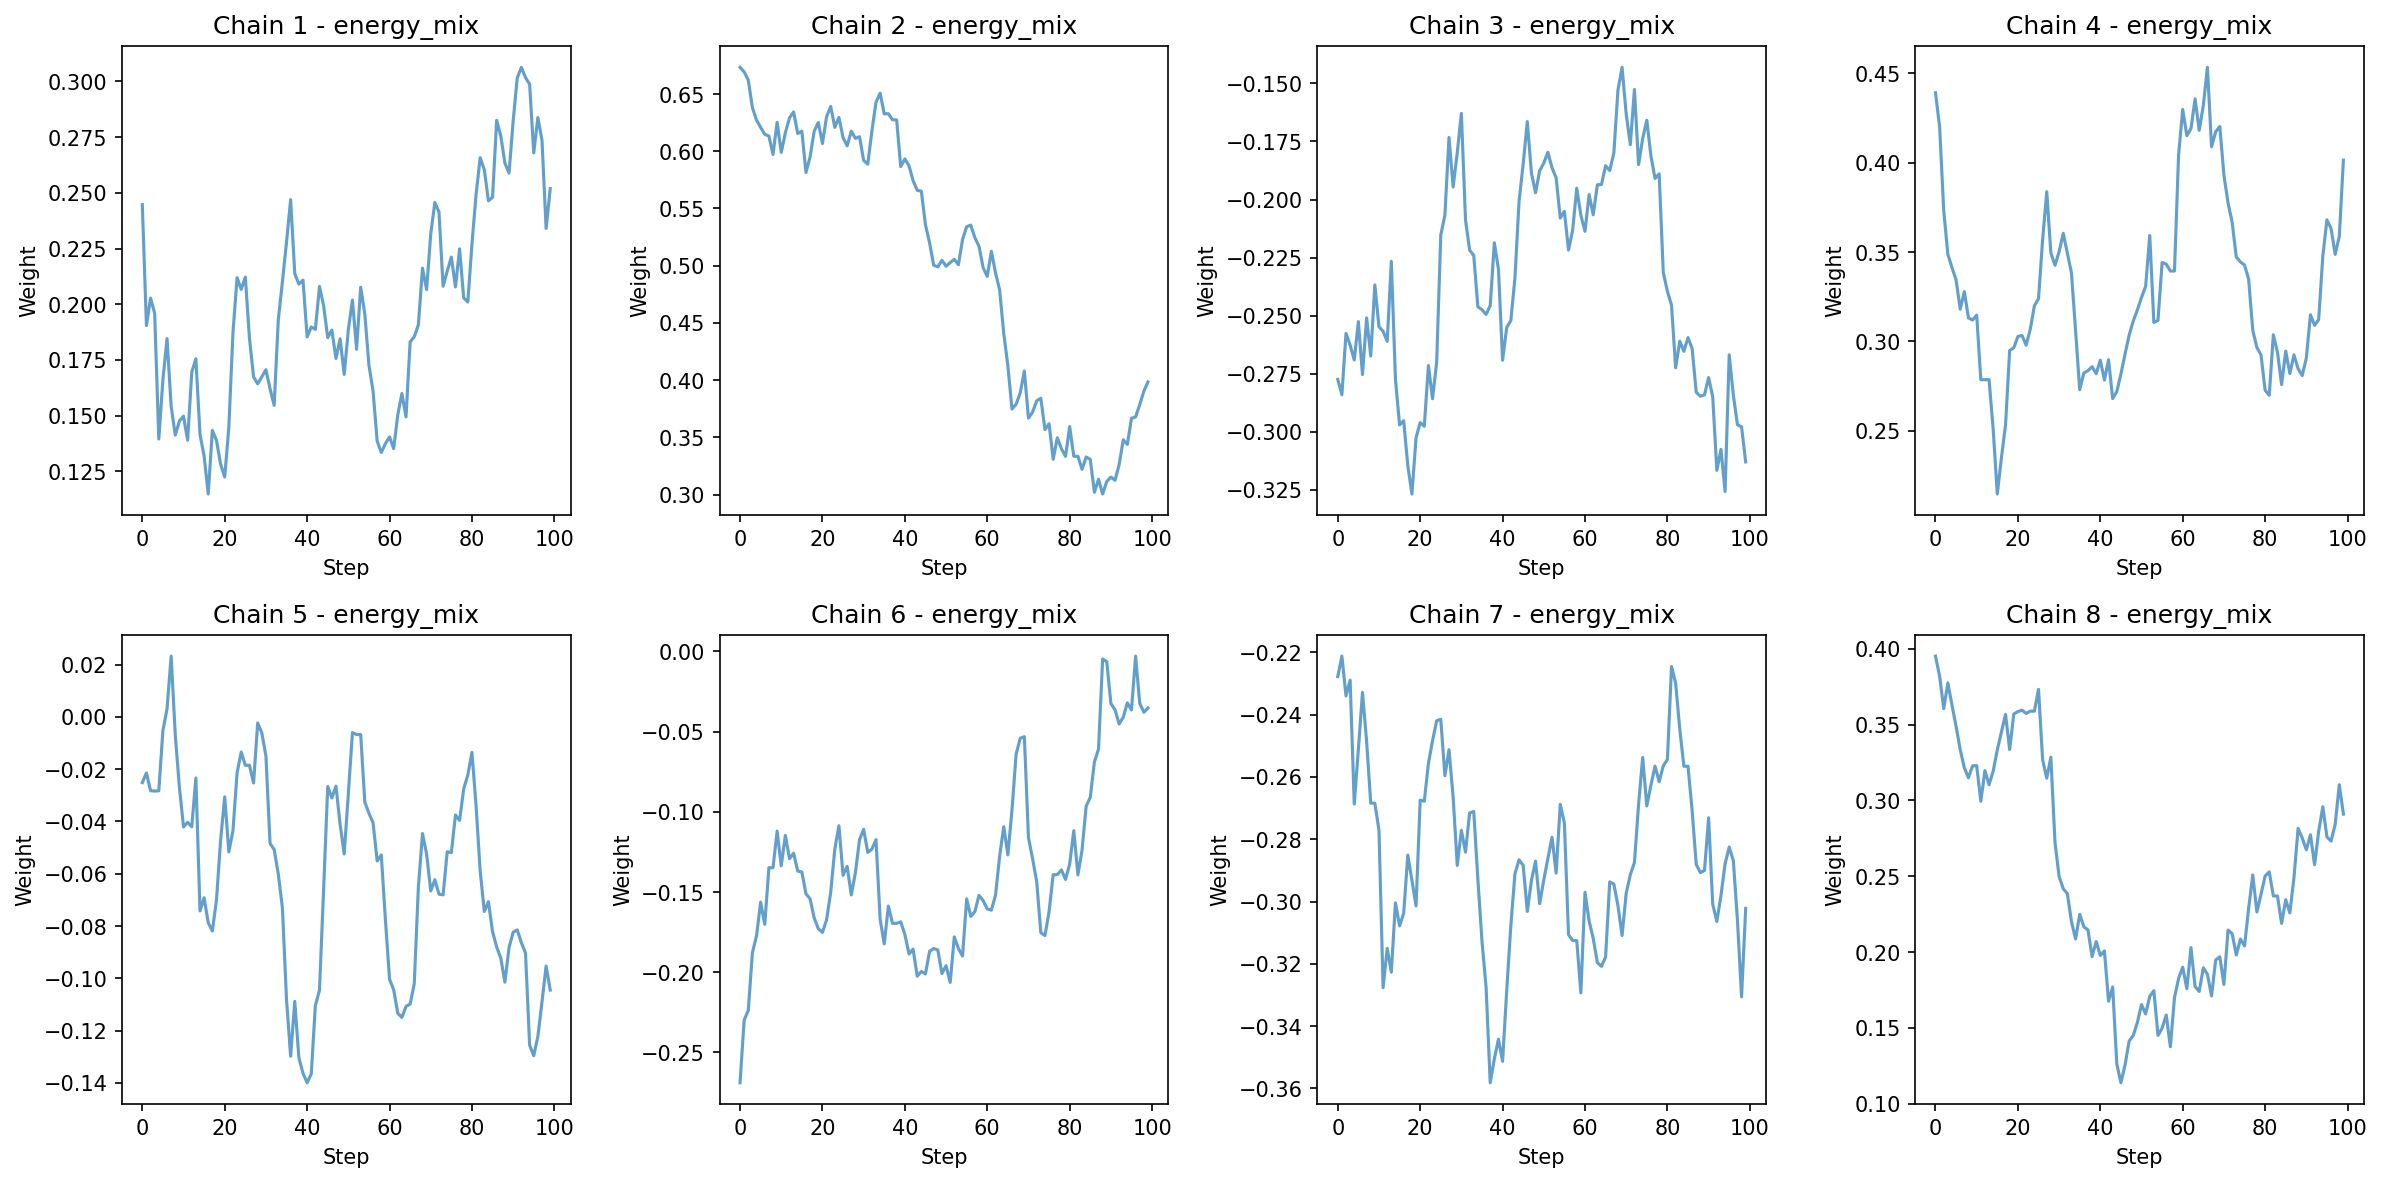 Chain 1 - energy_mix
Weight
0.300
0.275
0.250
0.225
0.200
0.175
0.150
0.125
0 20 40 60 80 100
Step
Chain 2 - energy_mix
Weight
0.65
0.60
0.55
0.50
0.45
0.40
0.35
0.30
0 20 40 60 80 100
Step
Chain 3 - energy_mix
Weight
−0.150
−0.175
−0.200
−0.225
−0.250
−0.275
−0.300
−0.325
0 20 40 60 80 100
Step
Chain 4 - energy_mix
Weight
0.45
0.40
0.35
0.30
0.25
0 20 40 60 80 100
Step
Chain 5 - energy_mix
Weight
0.02
0.00
−0.02
−0.04
−0.06
−0.08
−0.10
−0.12
−0.14
0 20 40 60 80 100
Step
Chain 6 - energy_mix
Weight
0.00
−0.05
−0.10
−0.15
−0.20
−0.25
0 20 40 60 80 100
Step
Chain 7 - energy_mix
Weight
−0.22
−0.24
−0.26
−0.28
−0.30
−0.32
−0.34
−0.36
0 20 40 60 80 100
Step
Chain 8 - energy_mix
Weight
0.40
0.35
0.30
0.25
0.20
0.15
0.10
0 20 40 60 80 100
Step